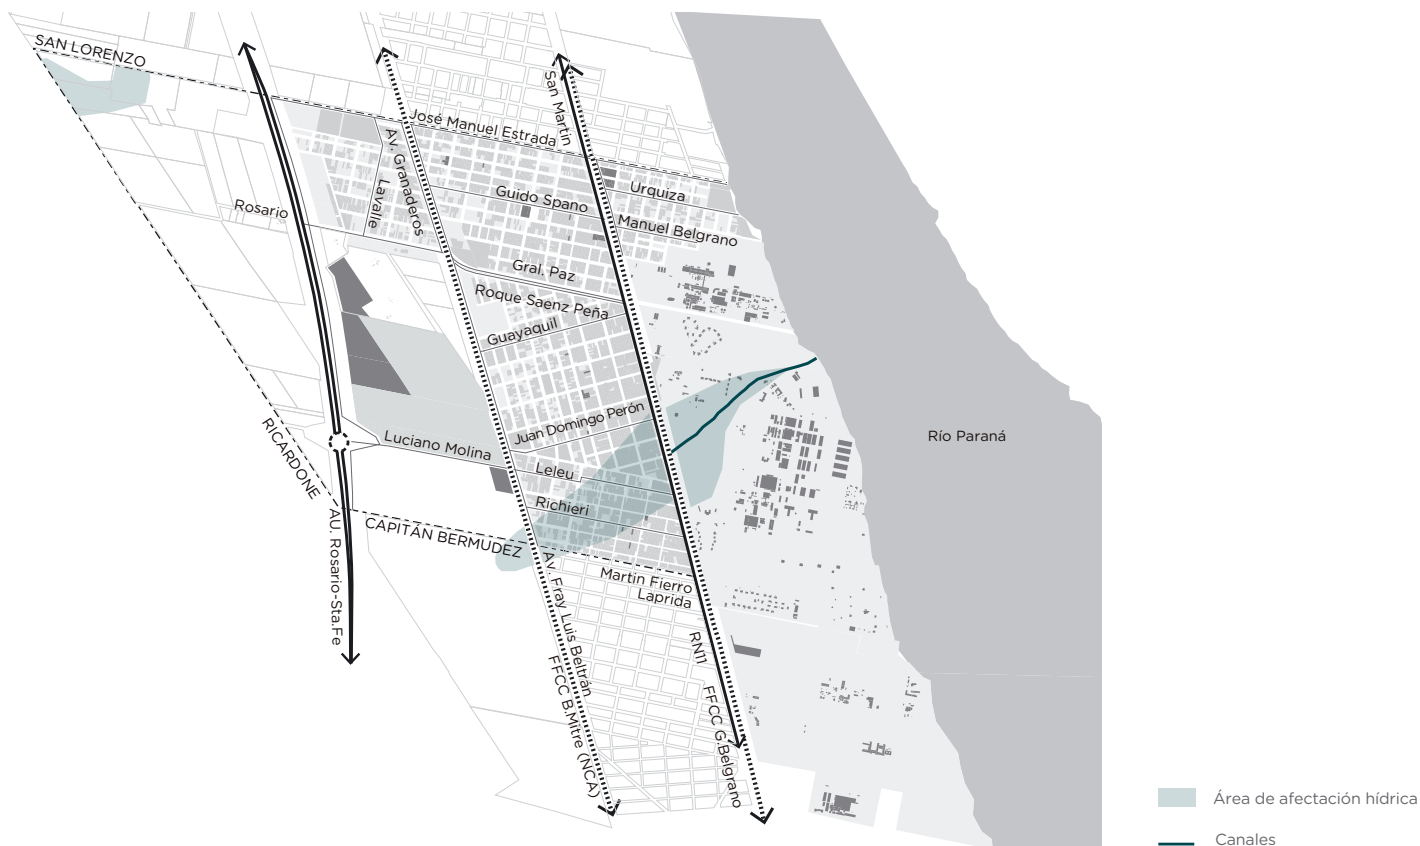 SAN LORENZO
San Martín
José Manuel Estrada
Av. Granaderos
Lavalle
Rosario
Guido Spano
Urquiza
Manuel Belgrano
Gral. Paz
Roque Saenz Peña
Guayaquil
Juan Domingo Perón
Luciano Molina
Leleu
Richieri
Río Paraná
RICARDONE
CAPITÁN BERMUDEZ
AU. Rosario-Sta.Fe
Av. Fray Luis Beltrán
FFCC B.Mitre (NCA)
Martin Fierro
Laprida
RN11
FFCC G.Belgrano
Área de afectación hídrica
Canales